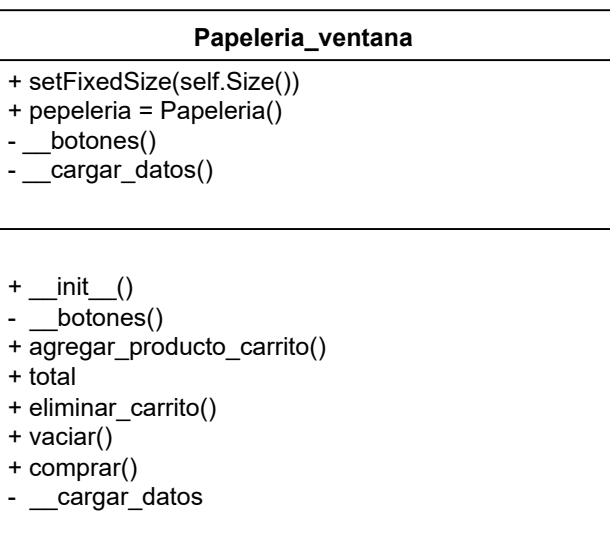 Papeleria_ventana
+ setFixedSize(self.Size())
+ pepeleria = Papeleria()
- __botones()
- __cargar_datos()
+ __init__()
- __botones()
+ agregar_producto_carrito()
+ total
+ eliminar_carrito()
+ vaciar()
+ comprar()
- __cargar_datos